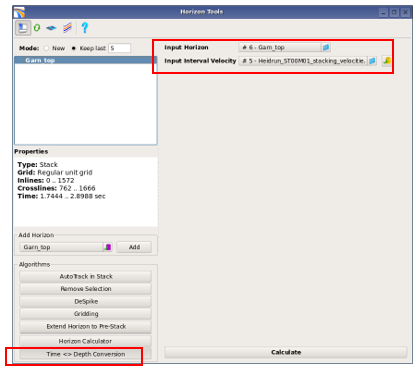 Horizon Tools
Mode: New Keep last 5
Garn_top
Input Horizon # 6 - Garn_top
Input Interval Velocity # 5 - Heidrun_ST00M01_stacking_velocitie.
Properties
Type: Stack
Grid: Regular unit grid
Inlines: 0 .. 1572
Crosslines: 762 .. 1666
Time: 1.7444 .. 2.8988 sec
Add Horizon
Garn_top Add
Algorithms
AutoTrack in Stack
Remove Selection
DeSpike
Gridding
Extend Horizon to Pre-Stack
Horizon Calculator
Time <> Depth Conversion
Calculate